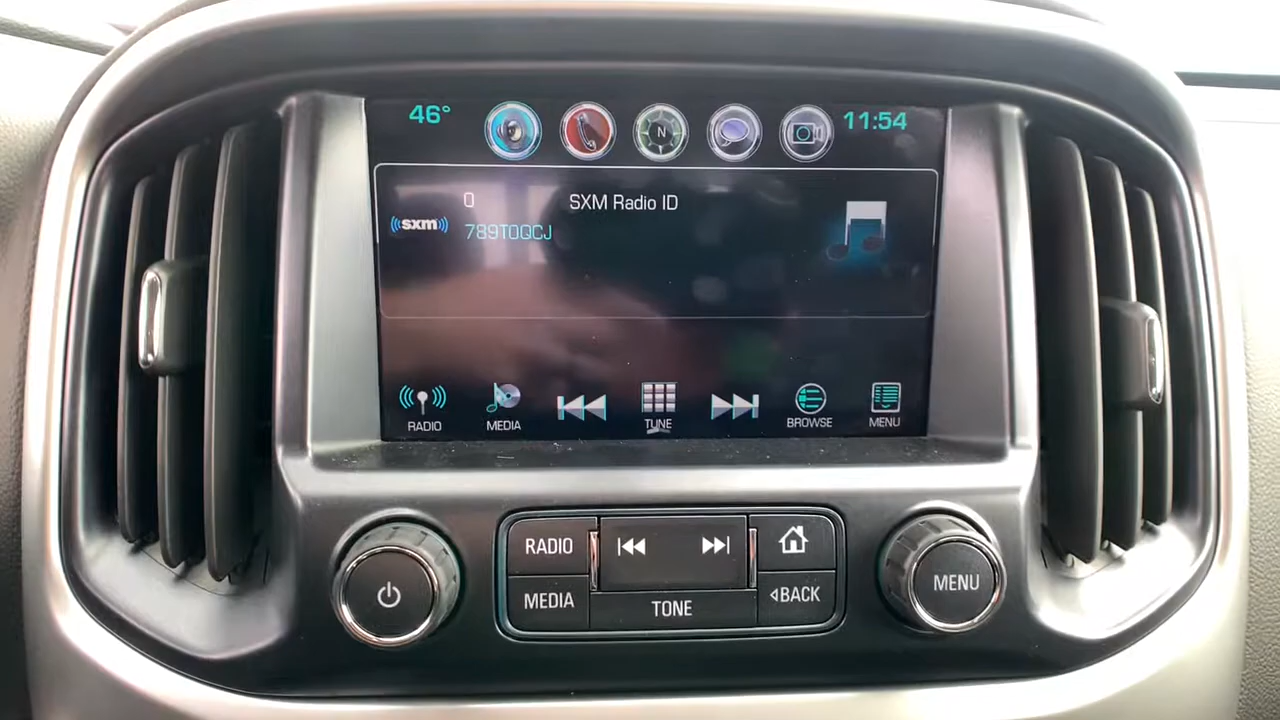 46°
N
11:54
0 SXM Radio ID
((sxm))
789T0QCJ
RADIO
MEDIA
TUNE
BROWSE
MENU
RADIO
MEDIA
TONE
BACK
MENU